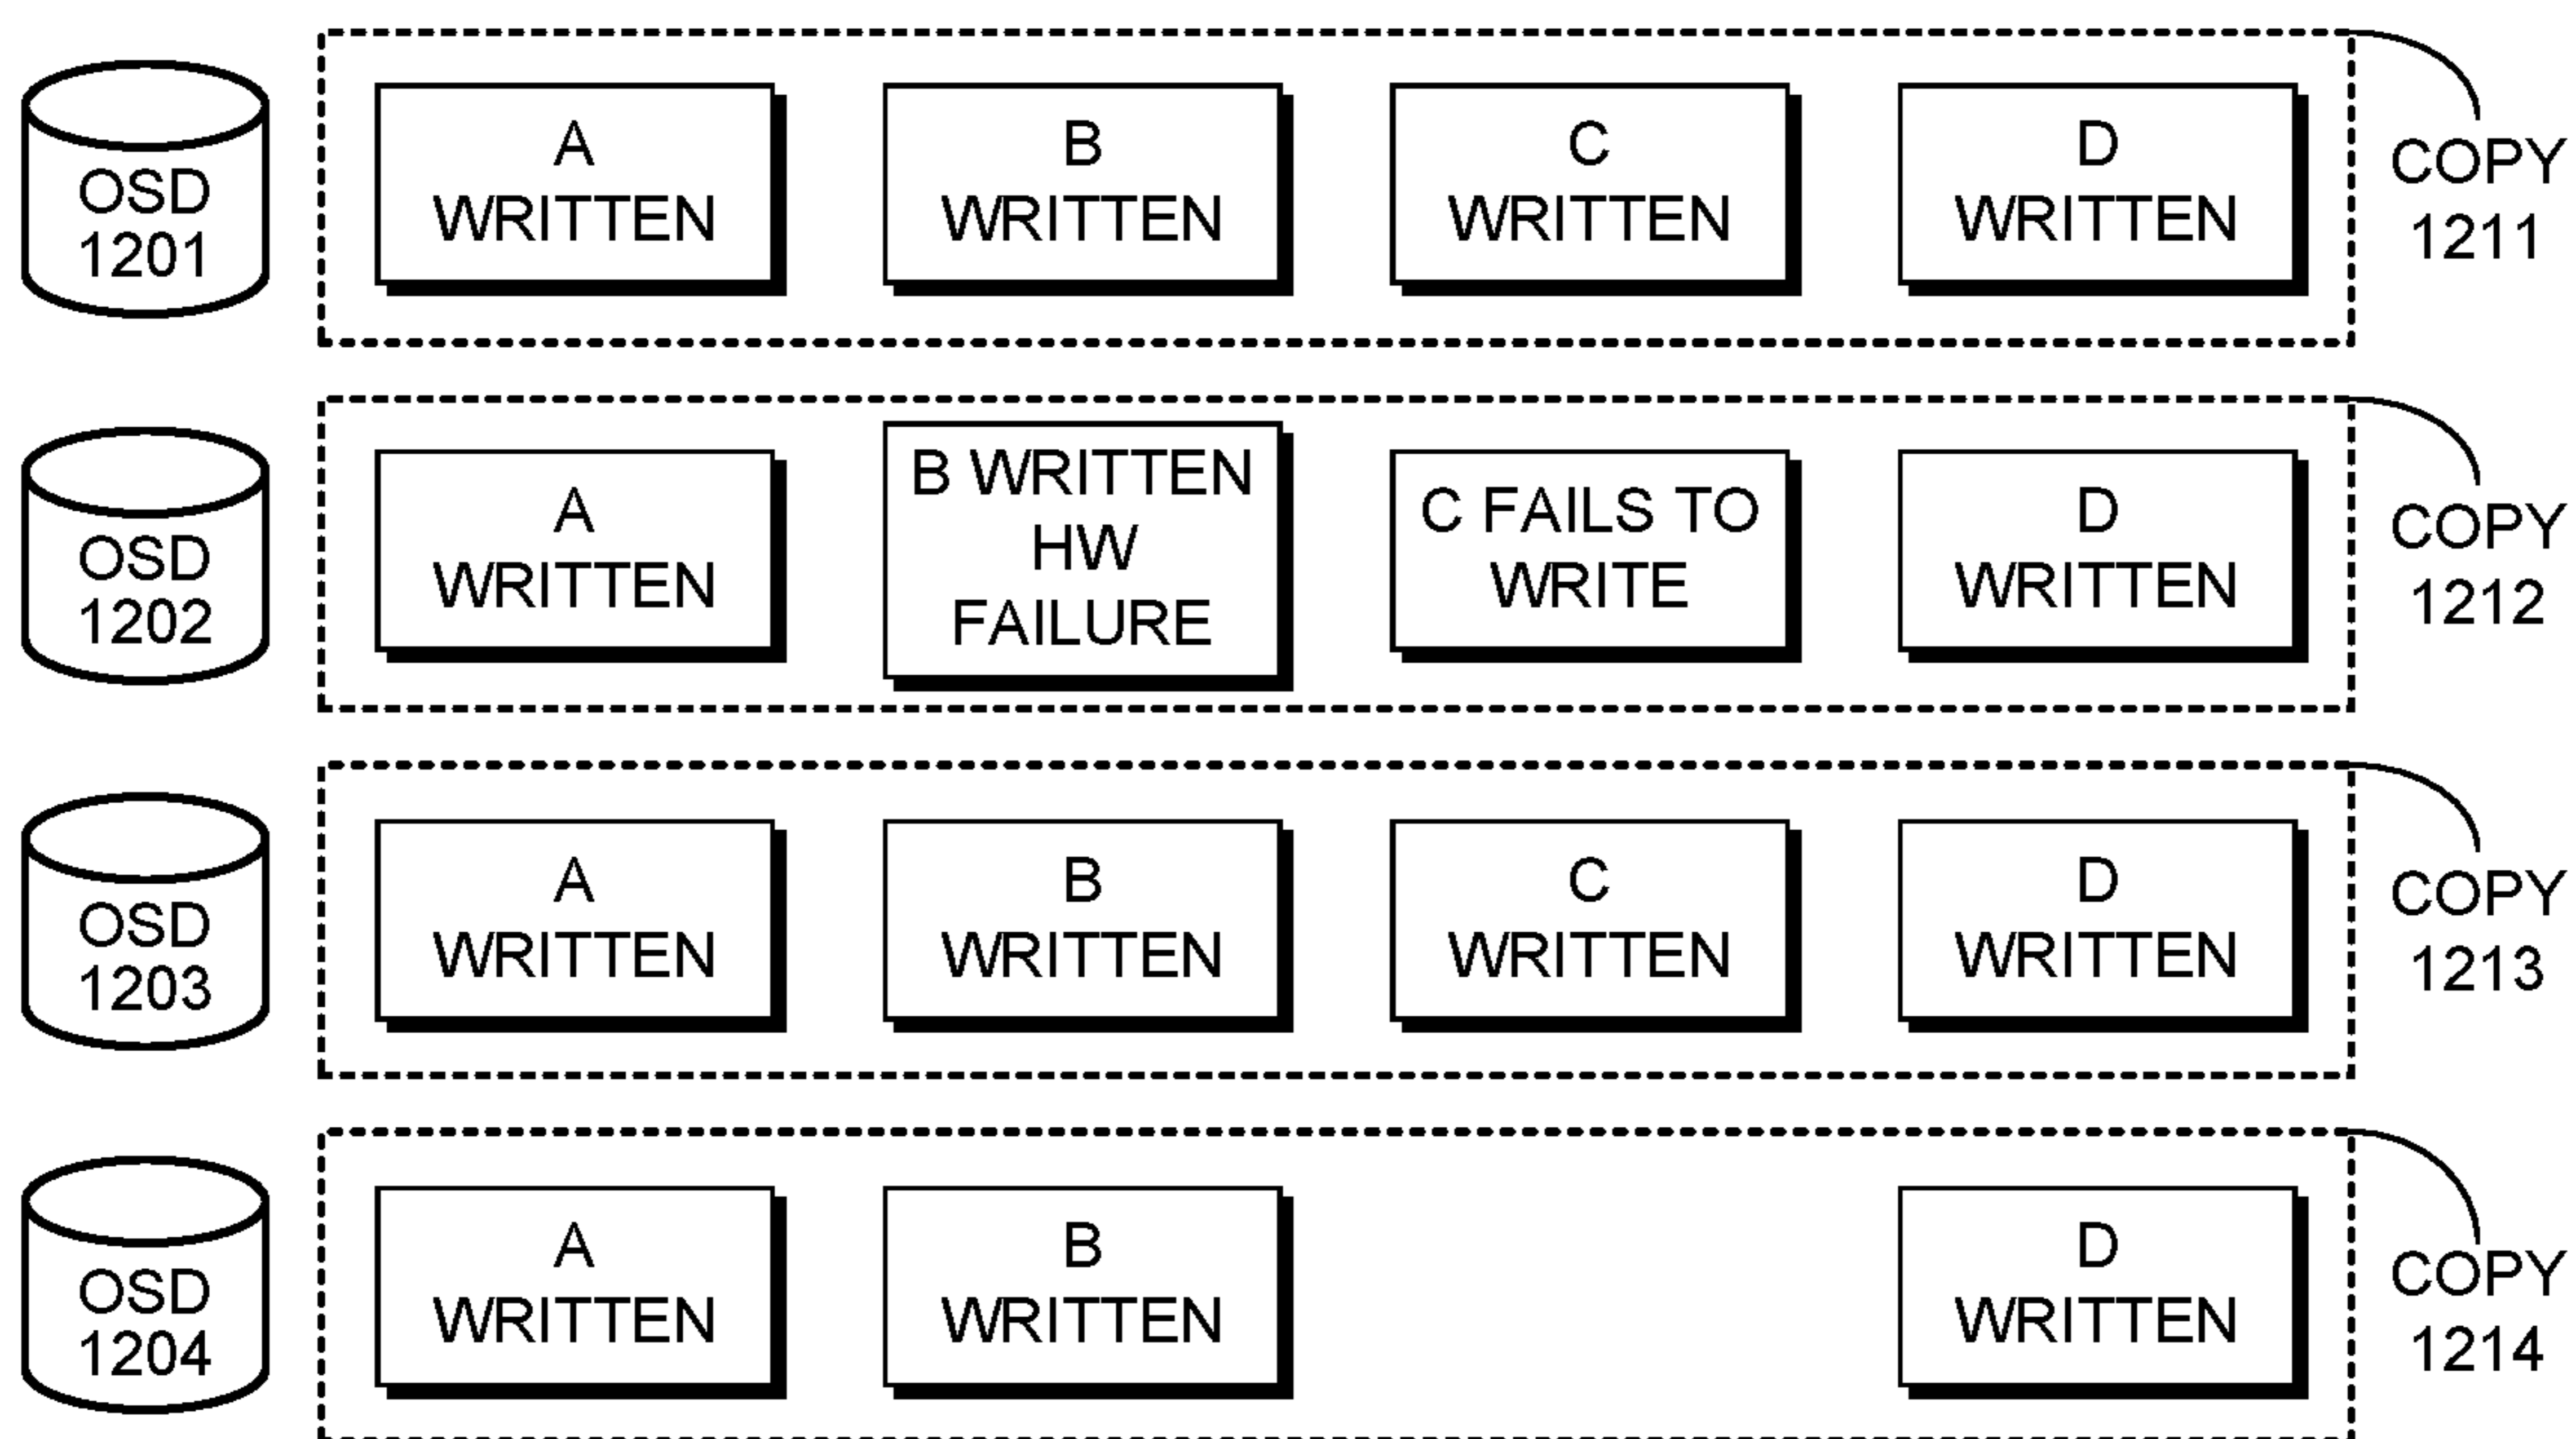 OSD
1201
A
WRITTEN
B
WRITTEN
C
WRITTEN
D
WRITTEN
COPY
1211
OSD
1202
A
WRITTEN
B WRITTEN
HW
FAILURE
C FAILS TO
WRITE
D
WRITTEN
COPY
1212
OSD
1203
A
WRITTEN
B
WRITTEN
C
WRITTEN
D
WRITTEN
COPY
1213
OSD
1204
A
WRITTEN
B
WRITTEN
D
WRITTEN
COPY
1214